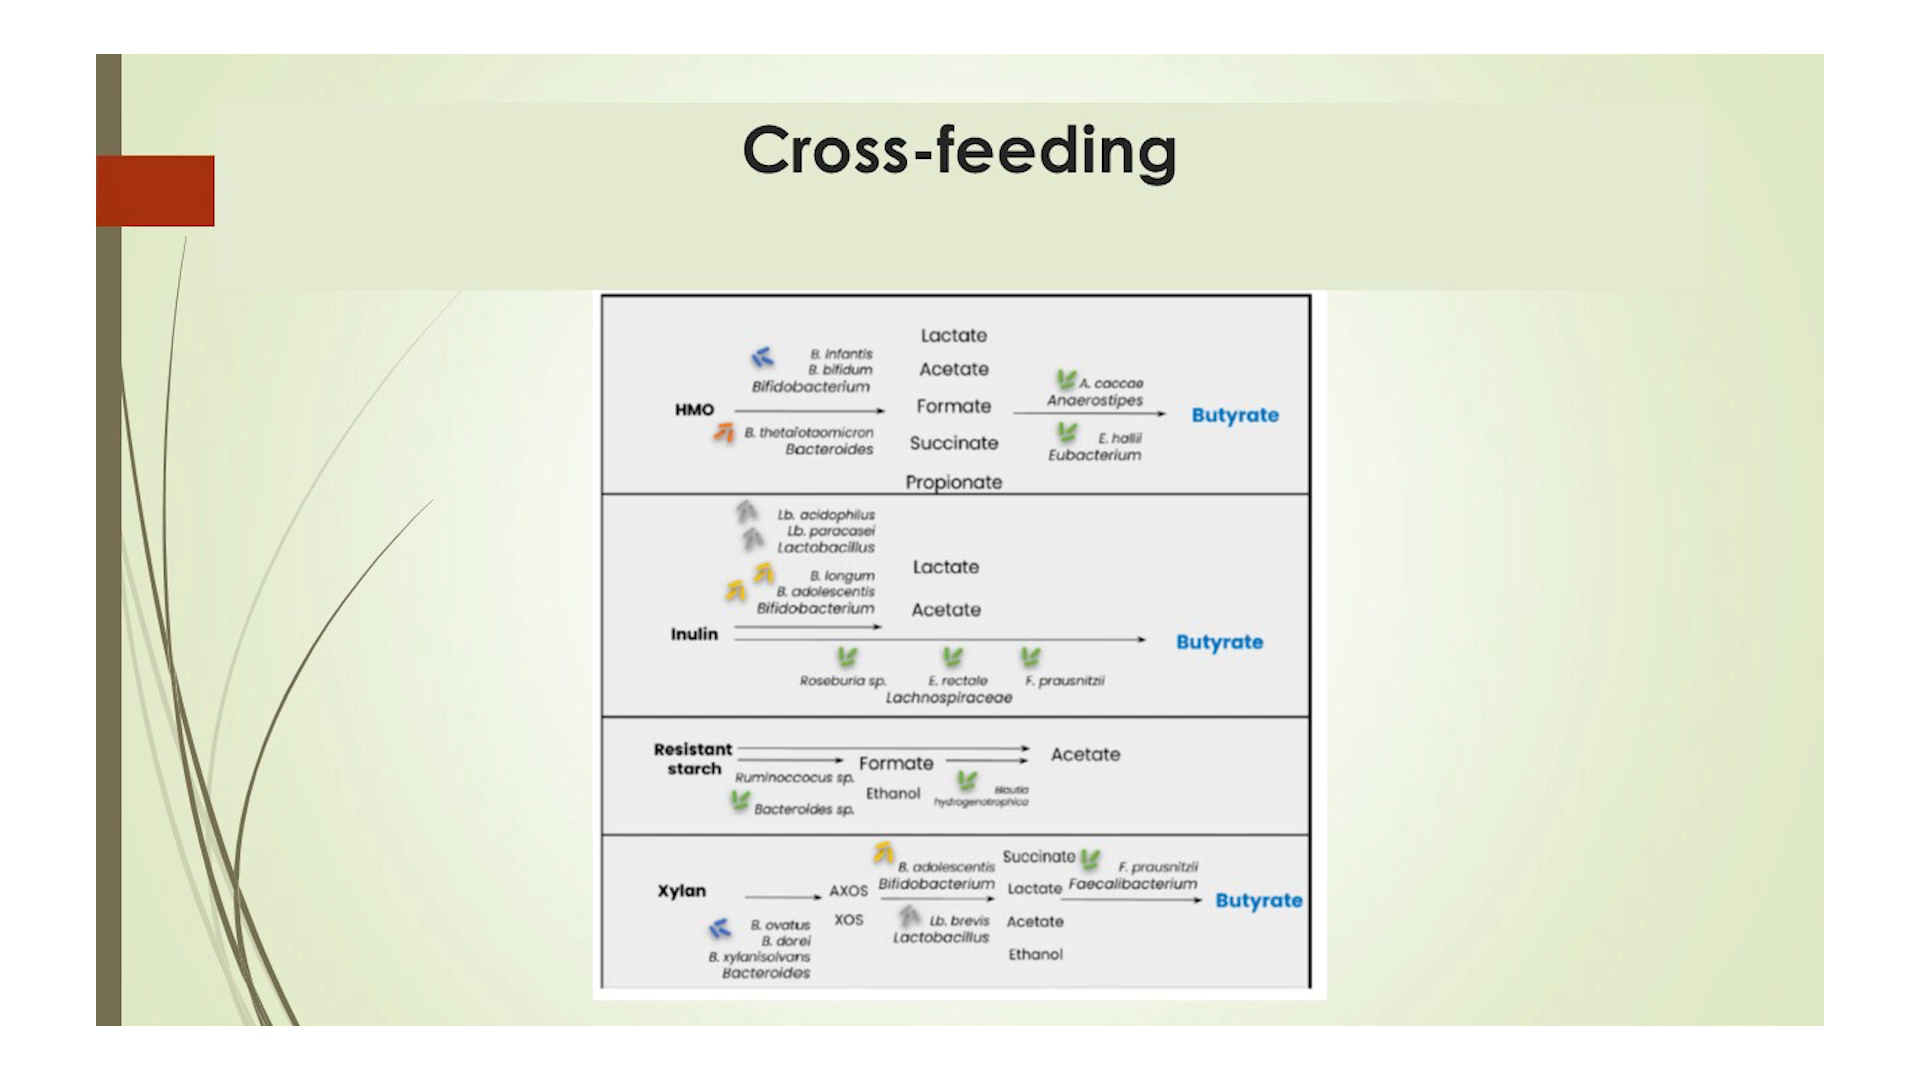 Cross-feeding
Lactate
B. infantis
B. bifidum
Bifidobacterium
Acetate
A. caccae
Anaerostipes
HMO
Formate
Butyrate
B. thetaiotaomicron
Bacteroides
Succinate
E. hallii
Eubacterium
Propionate
Lb. acidophilus
Lb. paracasei
Lactobacillus
Lactate
B. longum
B. adolescentis
Bifidobacterium
Acetate
Inulin
Butyrate
Roseburia sp.
E. rectale
F. prausnitzii
Lachnospiraceae
Resistant
starch
Acetate
Formate
Ruminoccocus sp.
Ethanol
Blautia
hydrogenotrophica
Bacteroides sp.
Succinate
B. adolescentis
Bifidobacterium
F. prausnitzii
Faecalibacterium
Xylan
AXOS
Lactate
Butyrate
XOS
Lb. brevis
Lactobacillus
Acetate
B. ovatus
B. dorei
B. xylanisolvans
Bacteroides
Ethanol